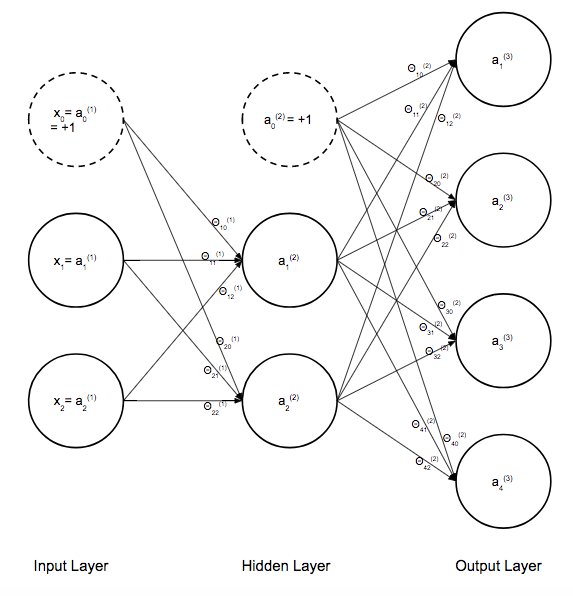 a₁⁽³⁾
Θ₁₀⁽²⁾
x₀= a₀⁽¹⁾
= +1
a₀⁽²⁾= +1
Θ₁₁⁽²⁾
Θ₁₂⁽²⁾
Θ₂₀⁽²⁾
a₂⁽³⁾
Θ₂₁⁽²⁾
Θ₁₀⁽¹⁾
Θ₂₂⁽²⁾
Θ₁₁⁽¹⁾
x₁= a₁⁽¹⁾
a₁⁽²⁾
Θ₁₂⁽¹⁾
Θ₃₀⁽²⁾
Θ₃₁⁽²⁾
Θ₂₀⁽¹⁾
a₃⁽³⁾
Θ₃₂⁽²⁾
Θ₂₁⁽¹⁾
x₂= a₂⁽¹⁾
Θ₂₂⁽¹⁾
a₂⁽²⁾
Θ₄₁⁽²⁾
Θ₄₀⁽²⁾
Θ₄₂⁽²⁾
a₄⁽³⁾
Input Layer
Hidden Layer
Output Layer